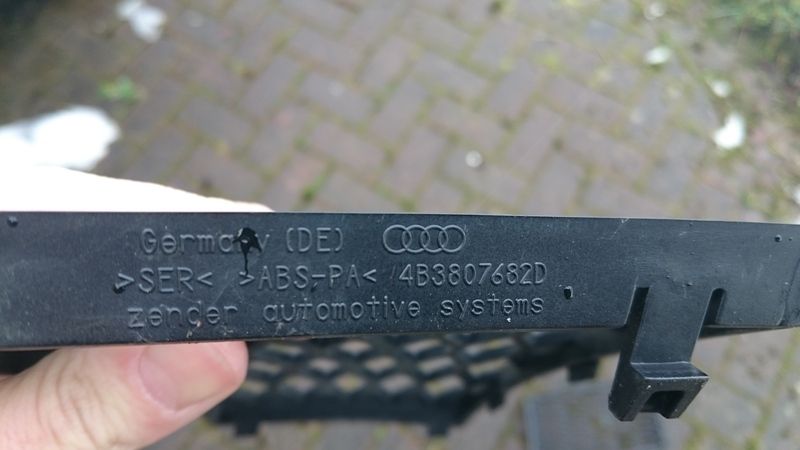 Germany (DE)
>SER< >ABS-PA< 4B3807682D
zender automotive systems